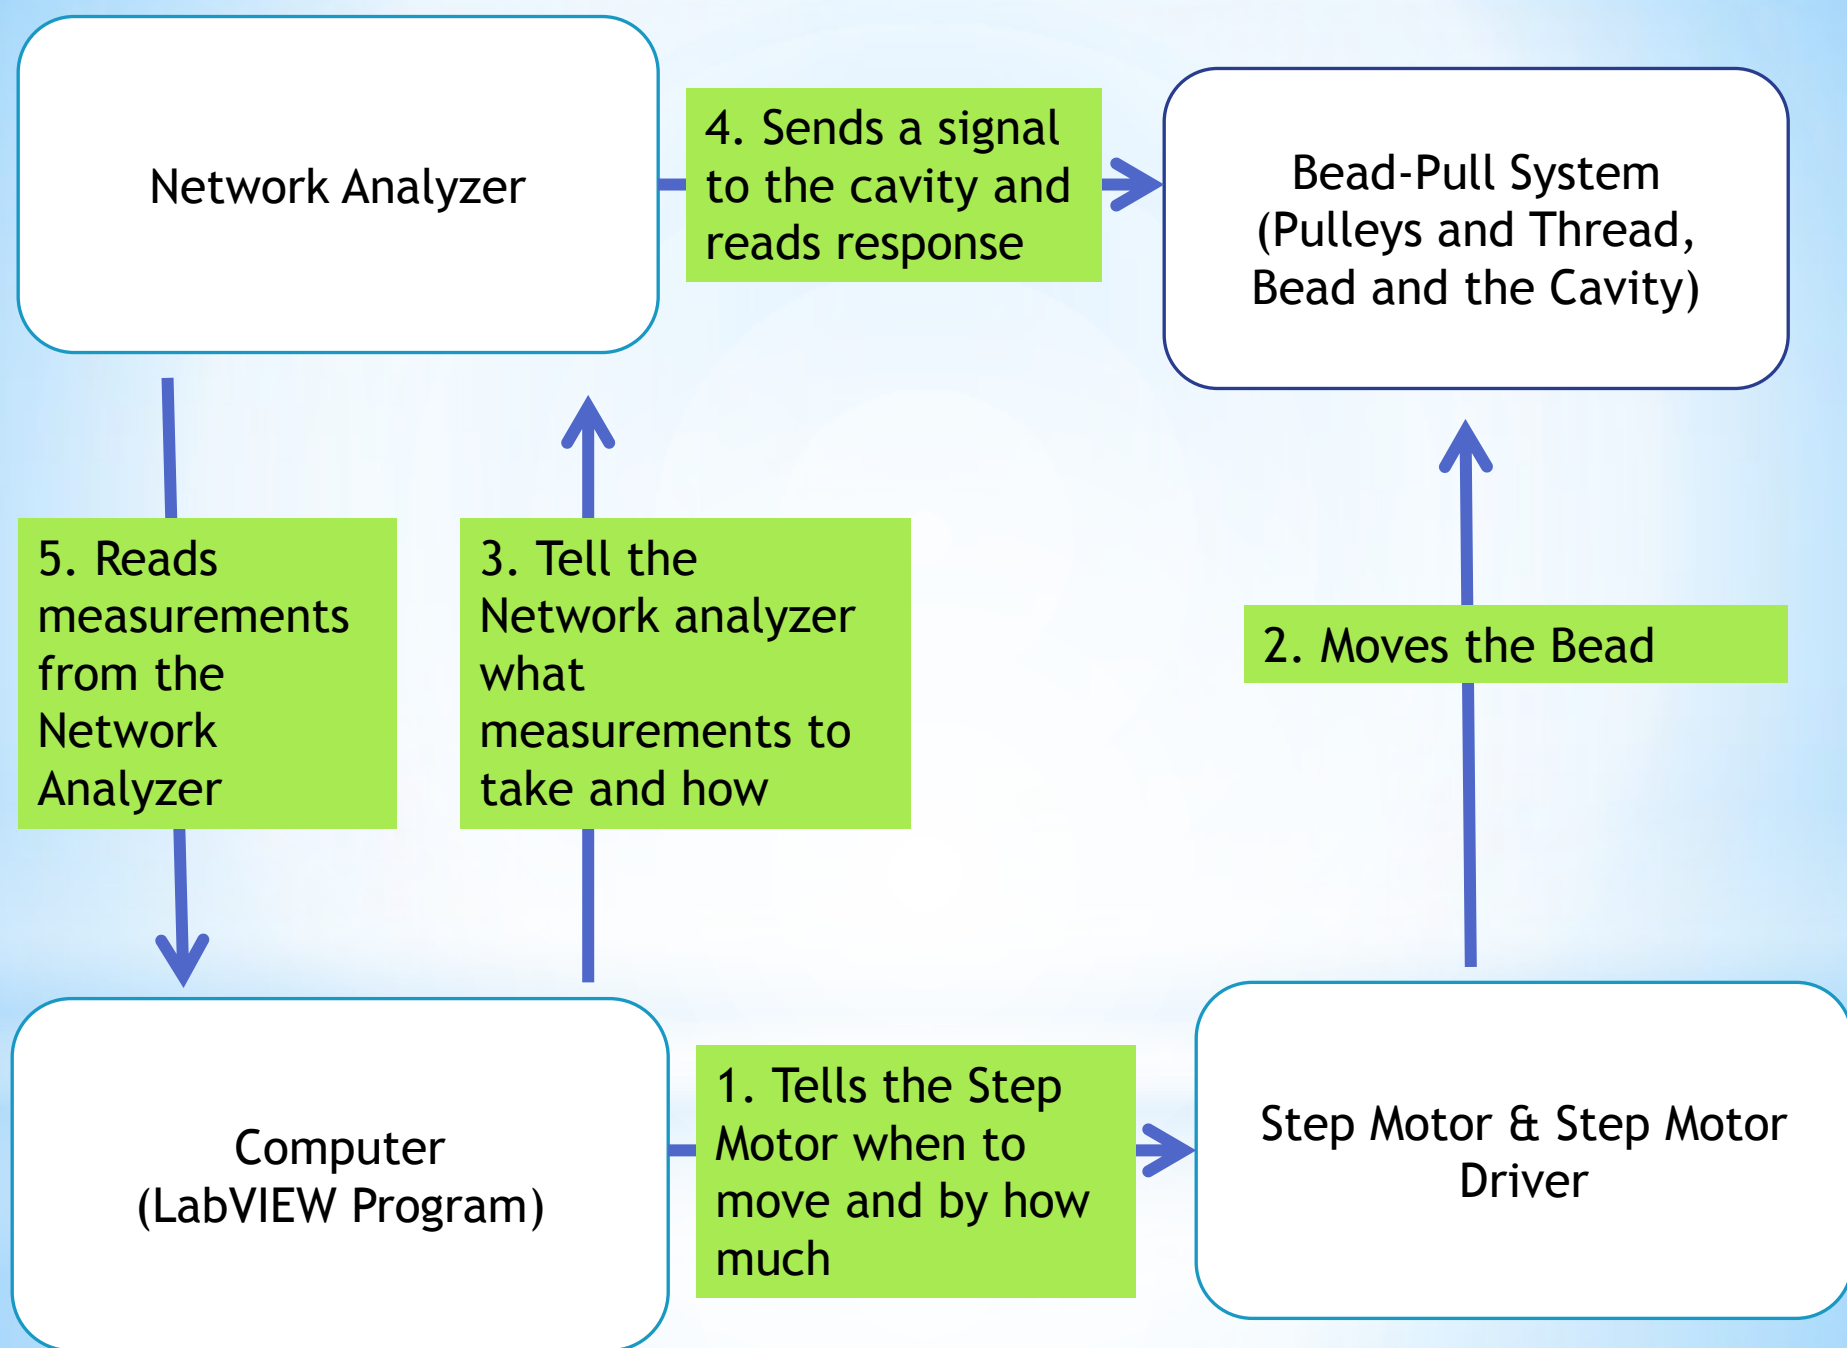 Network Analyzer
4. Sends a signal
to the cavity and
reads response
Bead-Pull System
(Pulleys and Thread,
Bead and the Cavity)
5. Reads
measurements
from the
Network
Analyzer
3. Tell the
Network analyzer
what
measurements to
take and how
2. Moves the Bead
Computer
(LabVIEW Program)
1. Tells the Step
Motor when to
move and by how
much
Step Motor & Step Motor
Driver